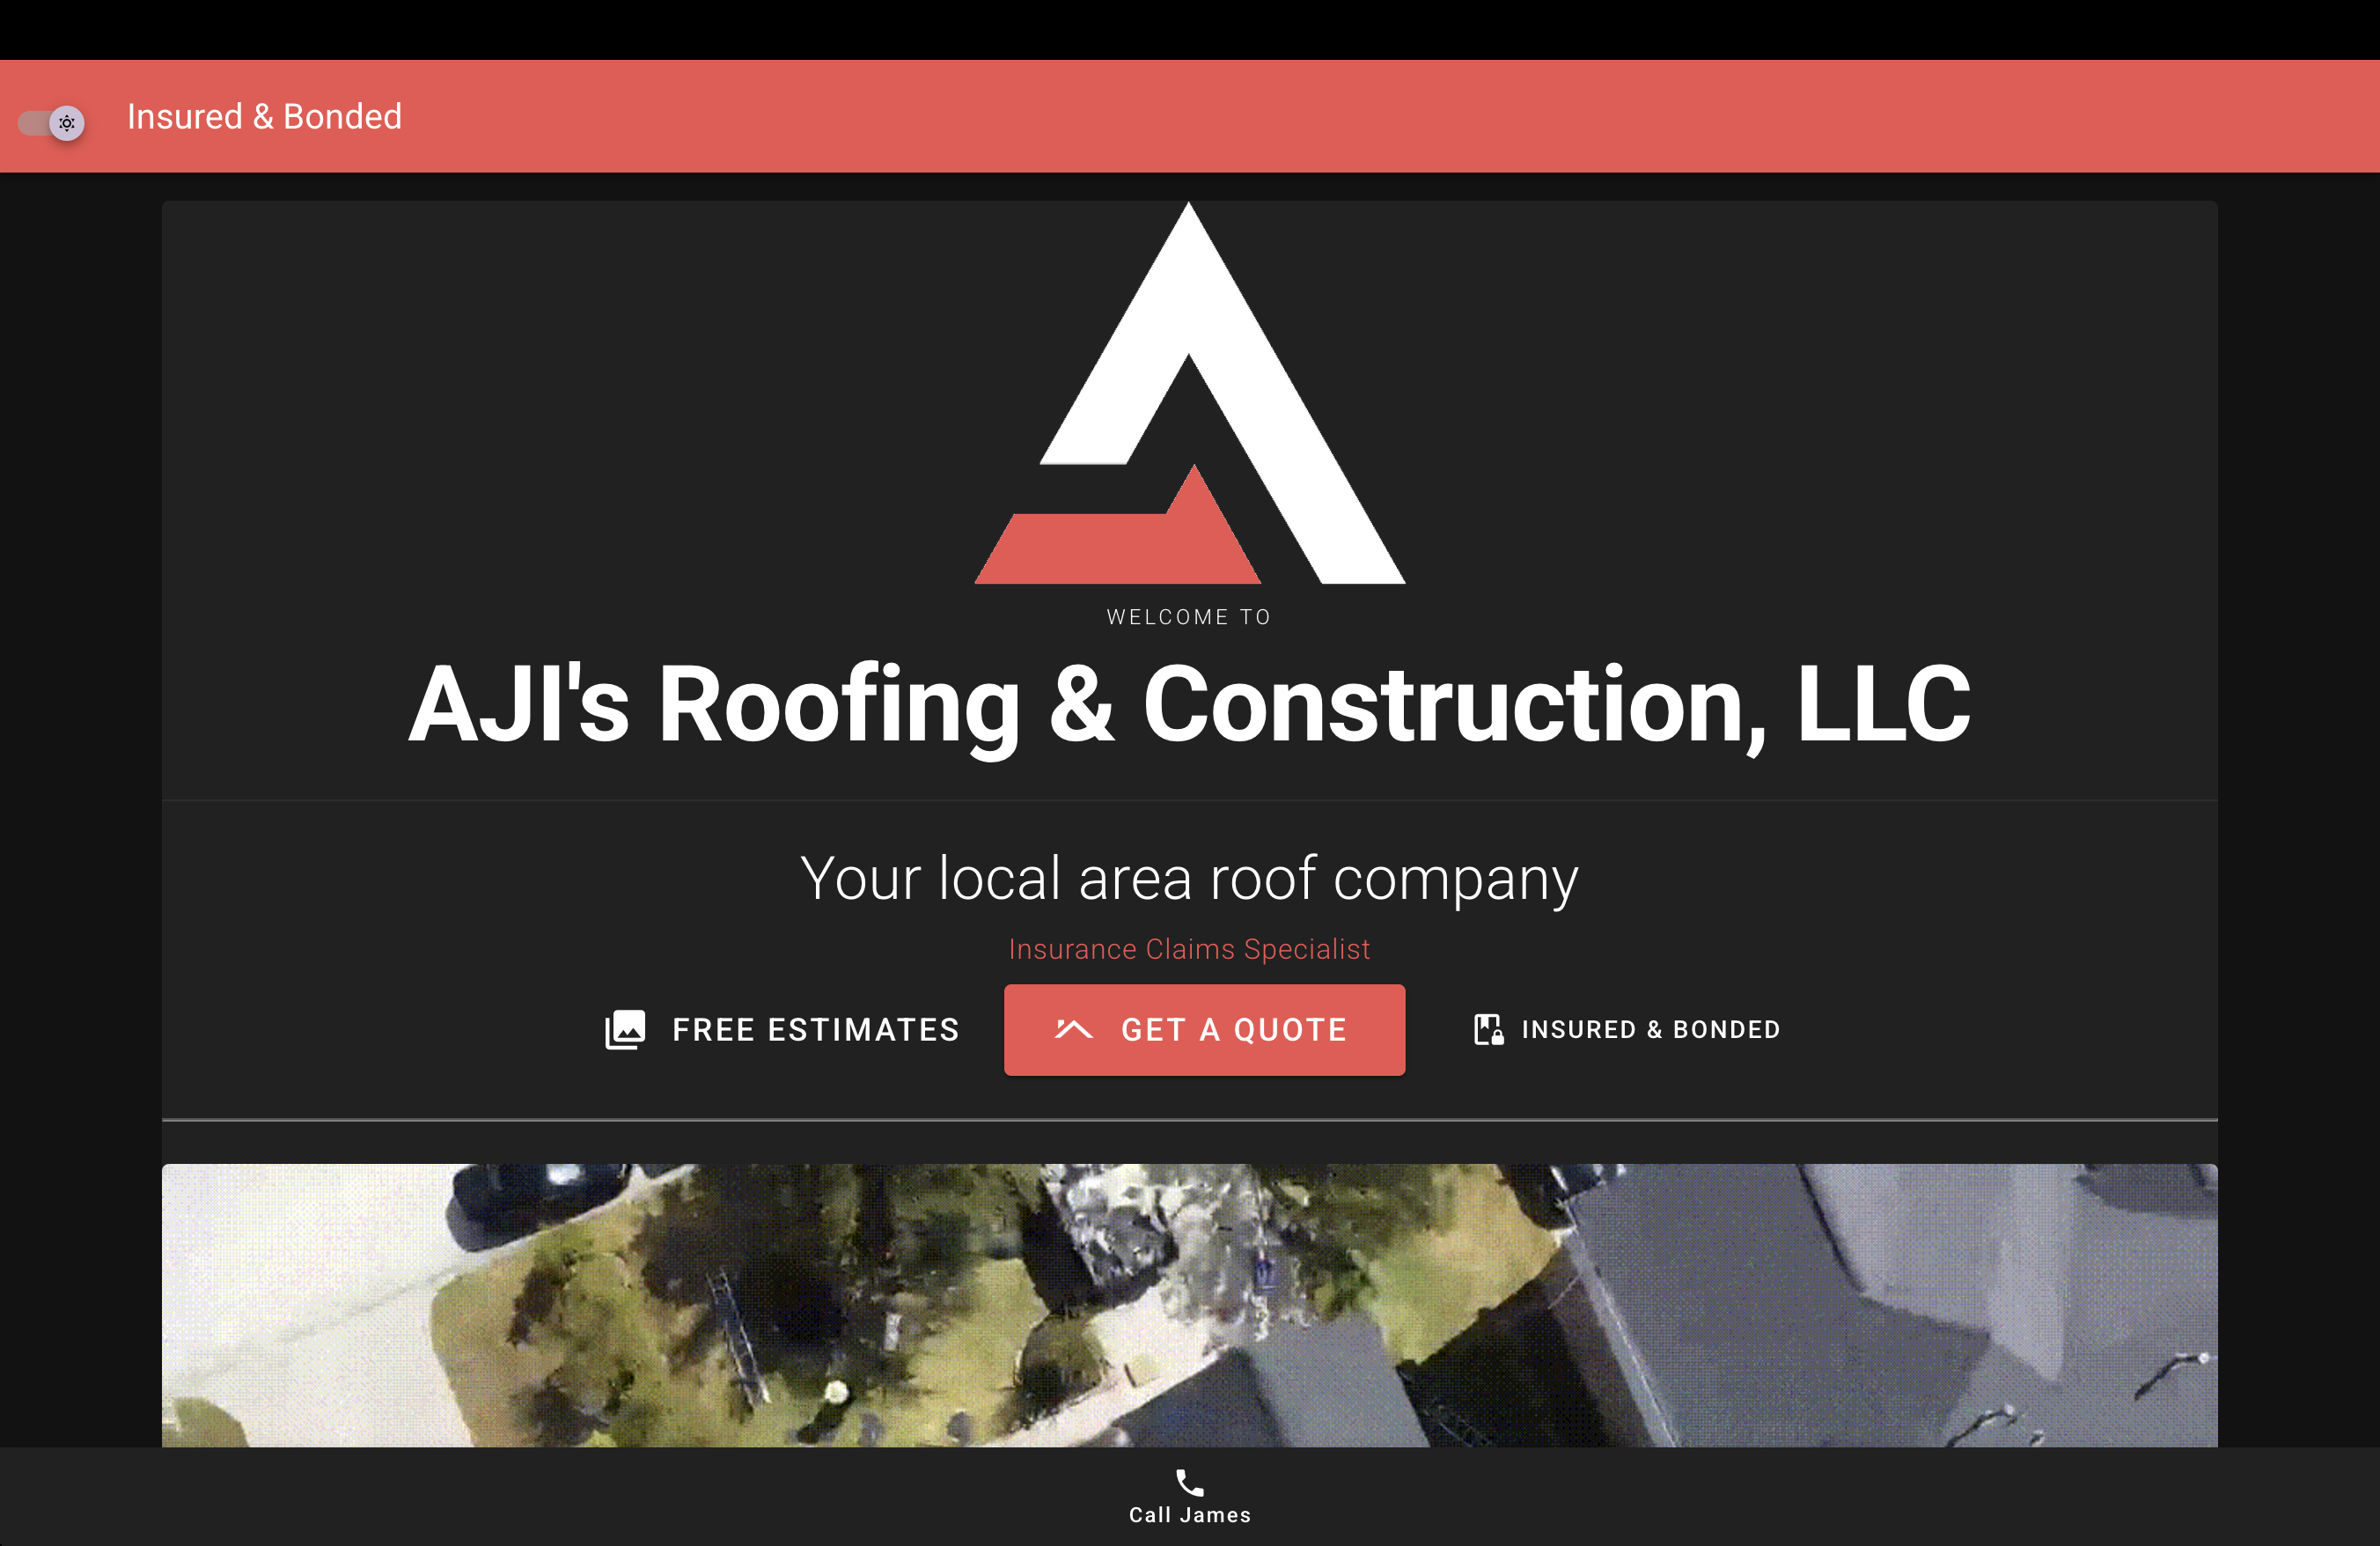 Insured & Bonded
WELCOME TO
AJI's Roofing & Construction, LLC
Your local area roof company
Insurance Claims Specialist
FREE ESTIMATES
GET A QUOTE
INSURED & BONDED
Call James